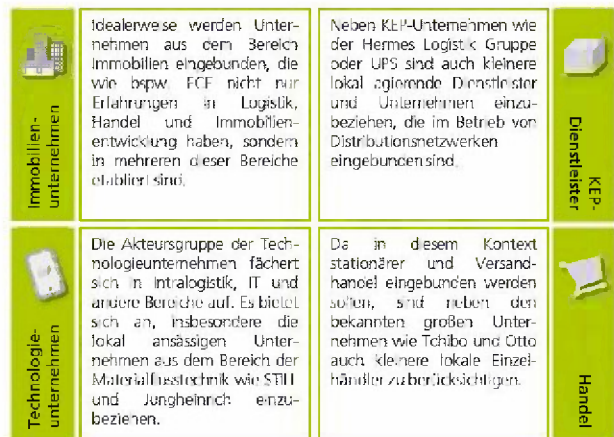 Immobilien-
unternehmen
Idealerweise werden Unter-
nehmen aus dem Bereich
Immobilien eingebunden, die
wie bspw. ECE nicht nur
Erfahrungen in Logistik,
Handel und Immobilien-
entwicklung haben, sondern
in mehreren dieser Bereiche
etabliert sind.
Neben KEP-Unternehmen wie
der Hermes Logistik Gruppe
oder UPS sind auch kleinere
lokal agierende Dienstleister
und Unternehmen einzu-
beziehen, die im Betrieb von
Distributionsnetzwerken
eingebunden sind.
KEP-
Dienstleister
Technologie-
unternehmen
Die Akteursgruppe der Tech-
nologieunternehmen fächert
sich in Intralogistik, IT und
andere Bereiche auf. Es bietet
sich an, insbesondere die
lokal ansässigen Unter-
nehmen aus dem Bereich der
Materialflusstechnik wie STILL
und Jungheinrich einzu-
beziehen.
Da in diesem Kontext
stationärer und Versand-
handel eingebunden werden
sollen, sind neben den
bekannten großen Unter-
nehmen wie Tchibo und Otto
auch kleinere lokale Einzel-
händler zu berücksichtigen.
Handel